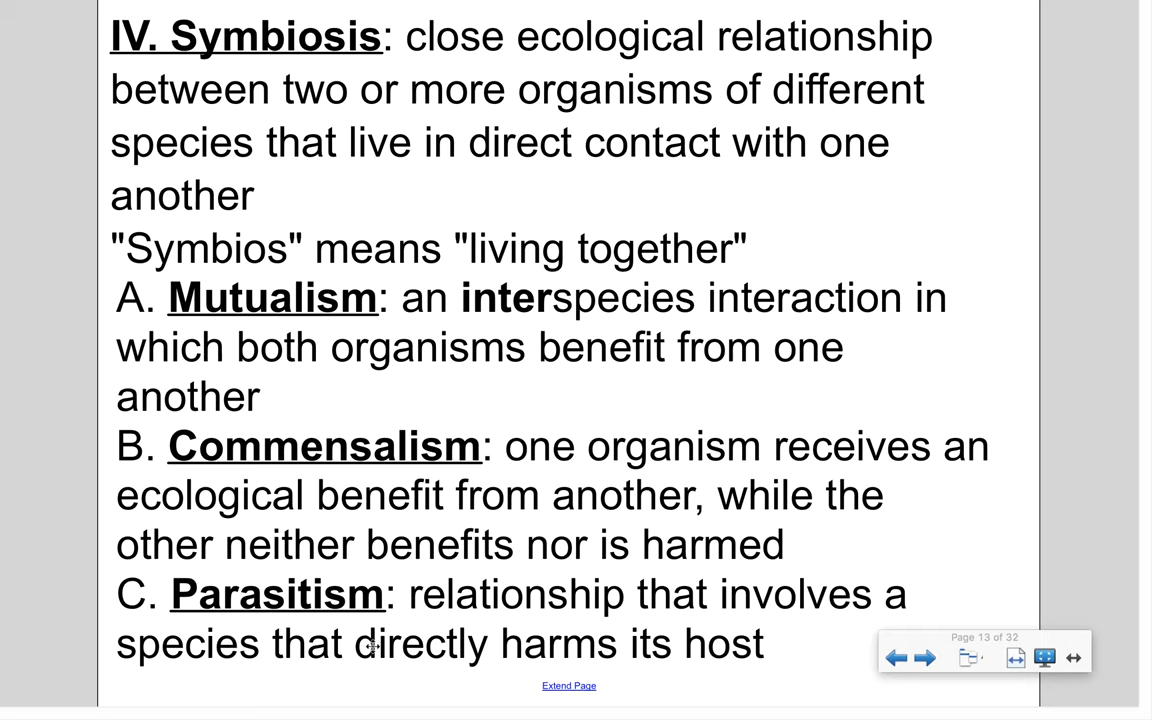 IV. Symbiosis: close ecological relationship
between two or more organisms of different
species that live in direct contact with one
another
"Symbios" means "living together"
A. Mutualism: an interspecies interaction in
which both organisms benefit from one
another
B. Commensalism: one organism receives an
ecological benefit from another, while the
other neither benefits nor is harmed
C. Parasitism: relationship that involves a
species that directly harms its host
Page 13 of 32
Extend Page